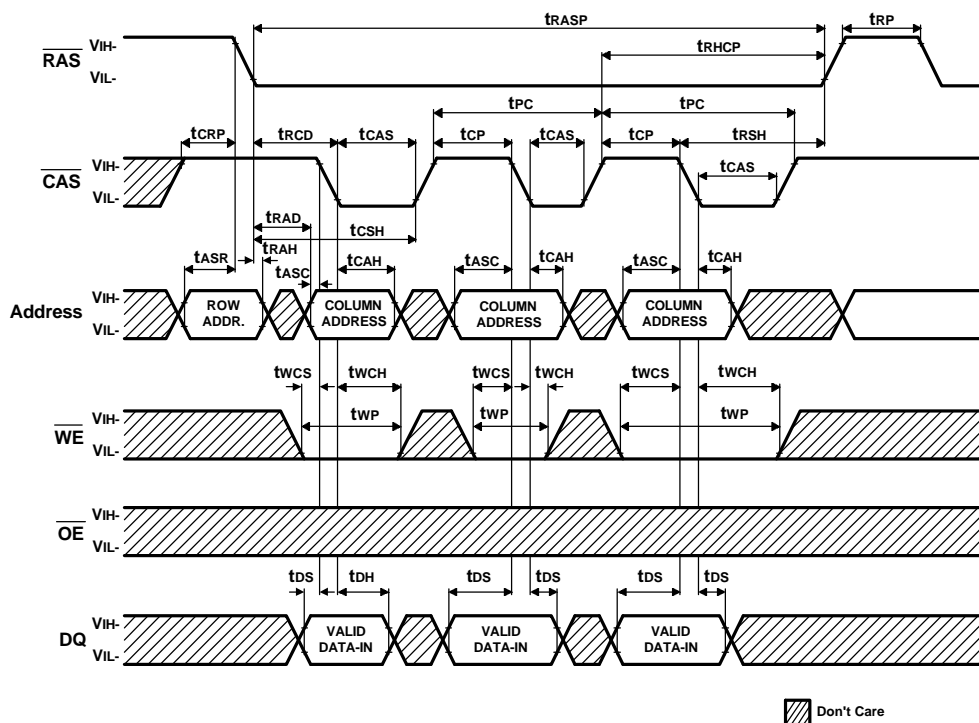 tRASP
tRP
tRHCP
RAS
VIH-
VIL-
tPC
tPC
tCRP
tRCD
tCAS
tCP
tCAS
tCP
tRSH
CAS
VIH-
VIL-
tCAS
tRAD
tCSH
tASR
tRAH
tASC
tCAH
tASC
tCAH
tASC
tCAH
Address
VIH-
VIL-
ROW
ADDR.
COLUMN
ADDRESS
COLUMN
ADDRESS
COLUMN
ADDRESS
tWCS
tWCH
tWCS
tWCH
tWCS
tWCH
WE
VIH-
VIL-
tWP
tWP
tWP
OE
VIH-
VIL-
tDS
tDH
tDS
tDS
tDS
tDS
DQ
VIH-
VIL-
VALID
DATA-IN
VALID
DATA-IN
VALID
DATA-IN
Don't Care